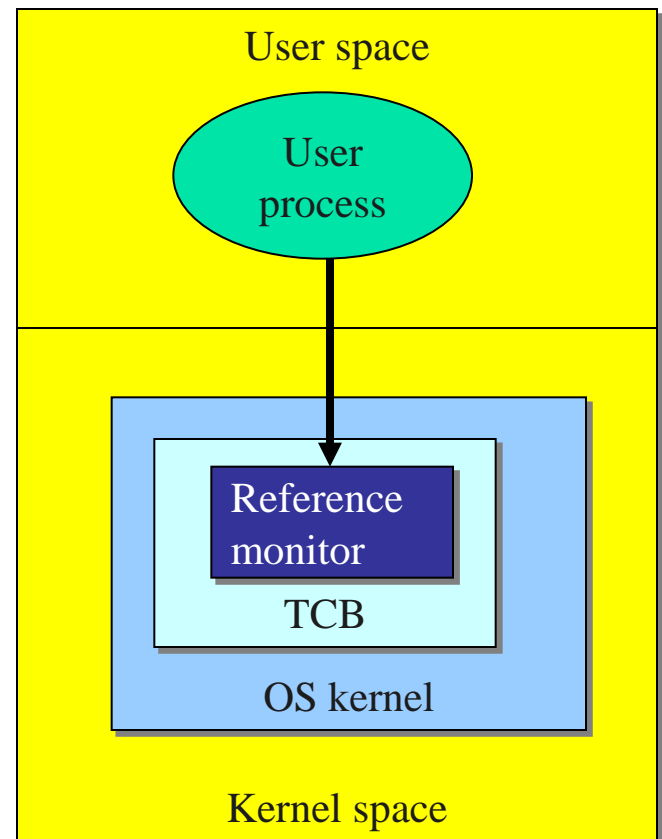 User space
User
process
Reference
monitor
TCB
OS kernel
Kernel space